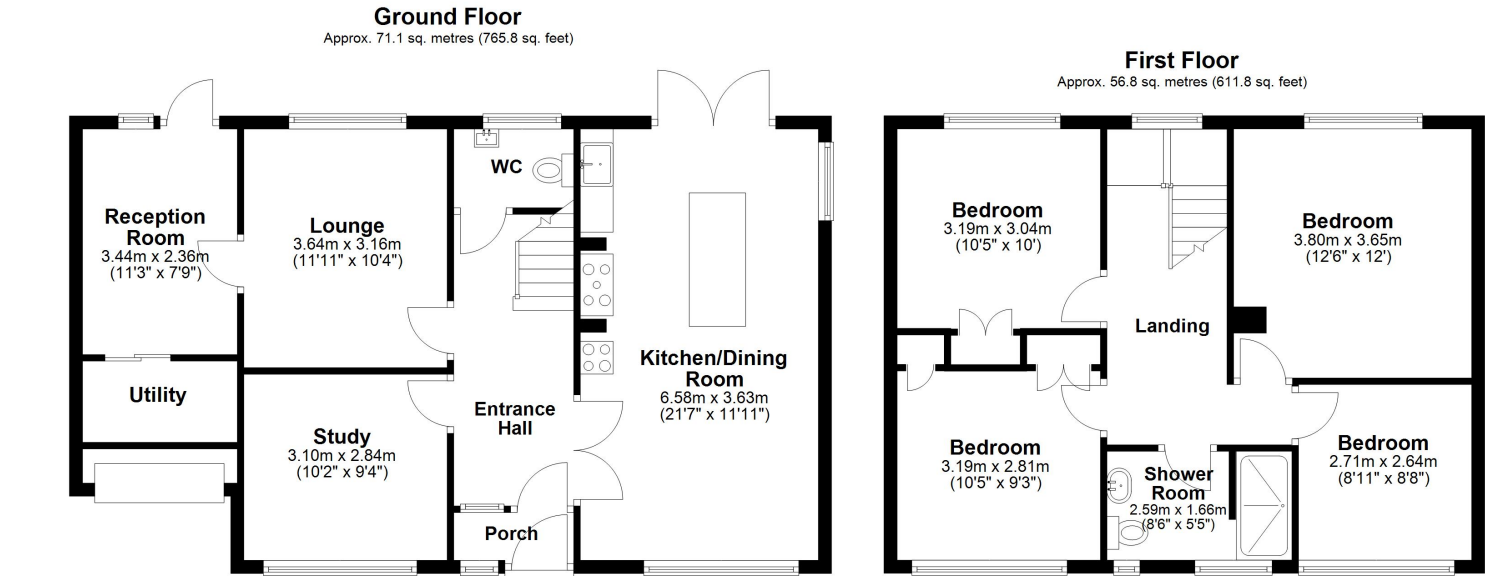 Ground Floor
Approx. 71.1 sq. metres (765.8 sq. feet)
Reception
Room
3.44m x 2.36m
(11'3" x 7'9")
Lounge
3.64m x 3.16m
(11'11" x 10'4")
WC
Kitchen/Dining
Room
6.58m x 3.63m
(21'7" x 11'11")
Utility
Study
3.10m x 2.84m
(10'2" x 9'4")
Entrance
Hall
Porch
First Floor
Approx. 56.8 sq. metres (611.8 sq. feet)
Bedroom
3.19m x 3.04m
(10'5" x 10')
Bedroom
3.80m x 3.65m
(12'6" x 12')
Landing
Bedroom
3.19m x 2.81m
(10'5" x 9'3")
Shower
Room
2.59m x 1.66m
(8'6" x 5'5")
Bedroom
2.71m x 2.64m
(8'11" x 8'8")